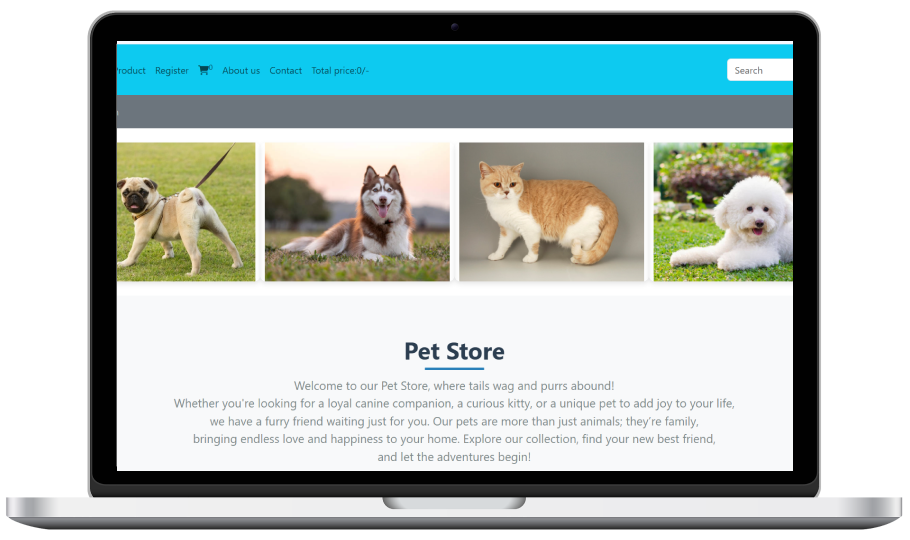 Product Register 0 About us Contact Total price:0/- Search
Pet Store
Welcome to our Pet Store, where tails wag and purrs abound!
Whether you're looking for a loyal canine companion, a curious kitty, or a unique pet to add joy to your life,
we have a furry friend waiting just for you. Our pets are more than just animals; they're family,
bringing endless love and happiness to your home. Explore our collection, find your new best friend,
and let the adventures begin!